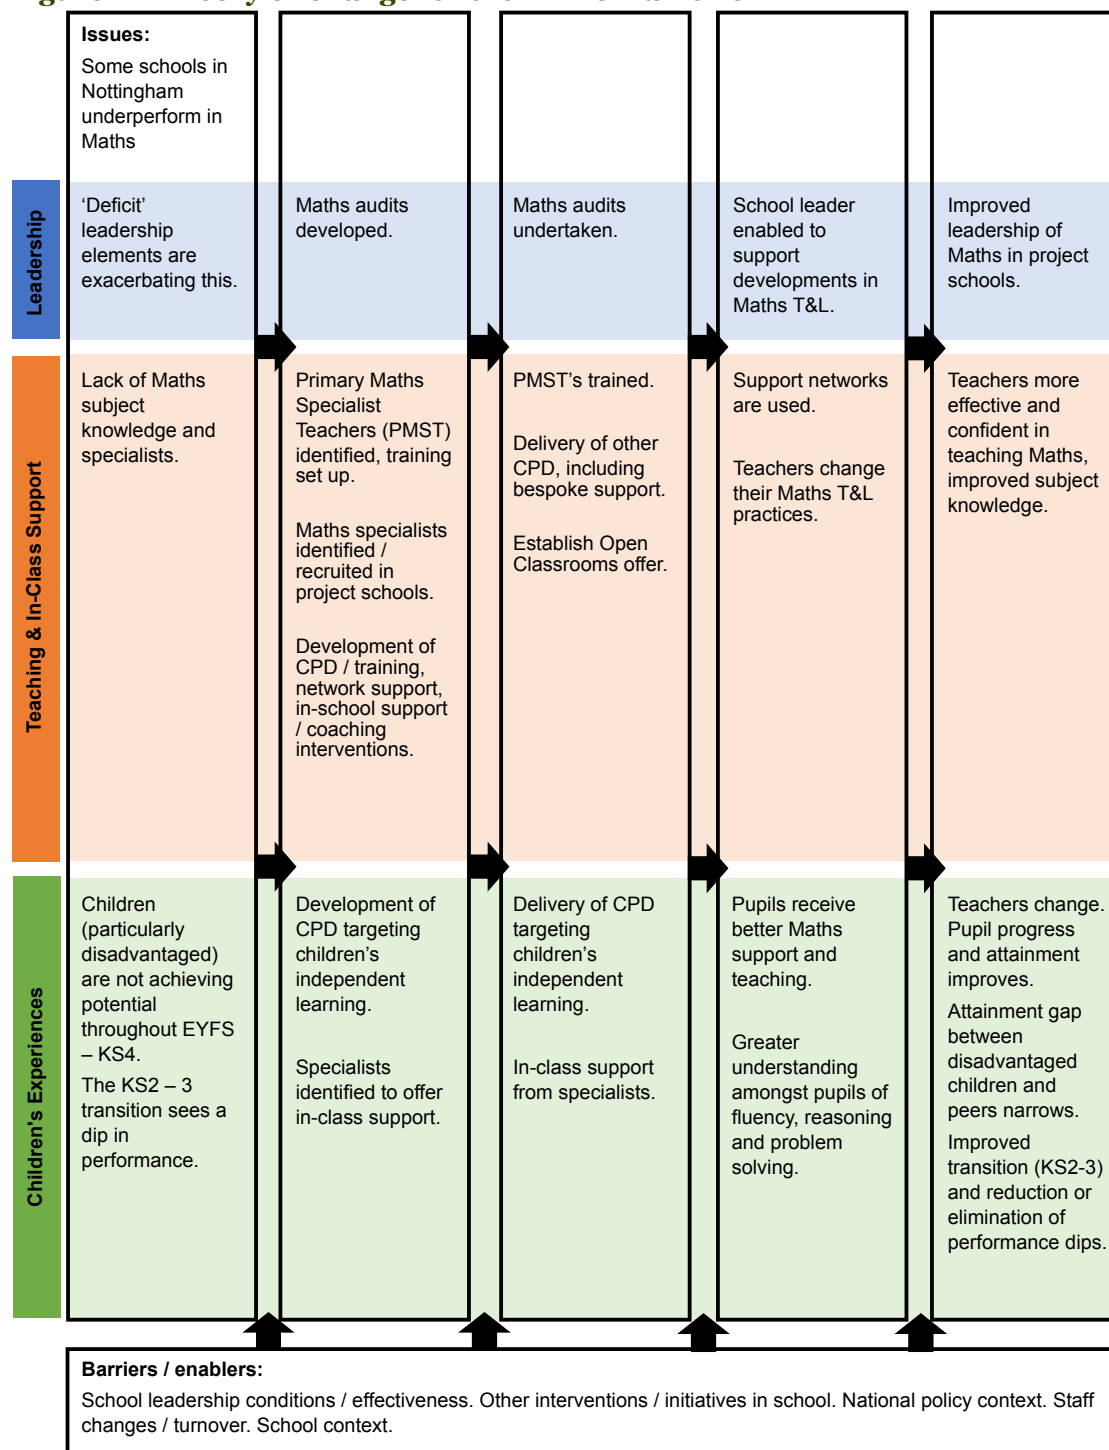 Issues:
Some schools in
Nottingham
underperform in
Maths
Leadership
‘Deficit’
leadership
elements are
exacerbating this.
Maths audits
developed.
Maths audits
undertaken.
School leader
enabled to
support
developments in
Maths T&L.
Improved
leadership of
Maths in project
schools.
Teaching & In-Class Support
Lack of Maths
subject
knowledge and
specialists.
Primary Maths
Specialist
Teachers (PMST)
identified, training
set up.
Maths specialists
identified /
recruited in
project schools.
Development of
CPD / training,
network support,
in-school support
/ coaching
interventions.
PMST’s trained.
Delivery of other
CPD, including
bespoke support.
Establish Open
Classrooms offer.
Support networks
are used.
Teachers change
their Maths T&L
practices.
Teachers more
effective and
confident in
teaching Maths,
improved subject
knowledge.
Children's Experiences
Children
(particularly
disadvantaged)
are not achieving
potential
throughout EYFS
– KS4.
The KS2 – 3
transition sees a
dip in
performance.
Development of
CPD targeting
children’s
independent
learning.
Specialists
identified to offer
in-class support.
Delivery of CPD
targeting
children’s
independent
learning.
In-class support
from specialists.
Pupils receive
better Maths
support and
teaching.
Greater
understanding
amongst pupils of
fluency, reasoning
and problem
solving.
Teachers change.
Pupil progress
and attainment
improves.
Attainment gap
between
disadvantaged
children and
peers narrows.
Improved
transition (KS2-3)
and reduction or
elimination of
performance dips.
Barriers / enablers:
School leadership conditions / effectiveness. Other interventions / initiatives in school. National policy context. Staff
changes / turnover. School context.